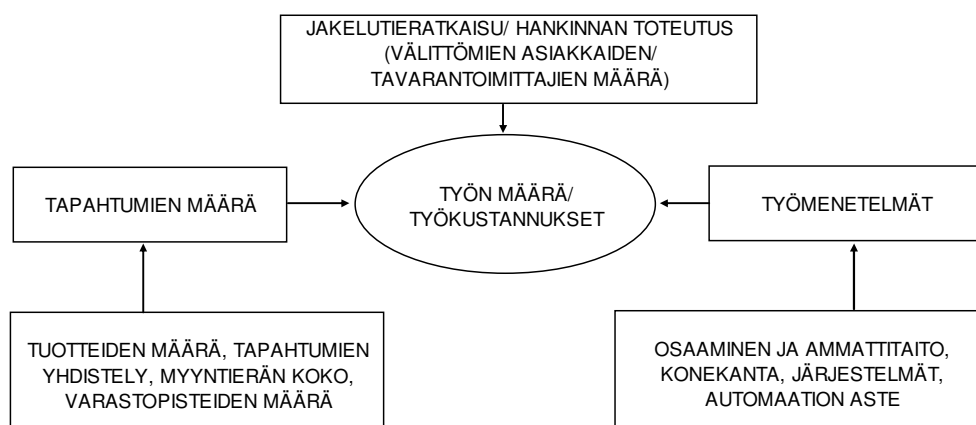 JAKELUTIERATKAISU/ HANKINNAN TOTEUTUS
(VÄLITTÖMIEN ASIAKKAIDEN/
TAVARANTOIMITTAJIEN MÄÄRÄ)
TAPAHTUMIEN MÄÄRÄ
TYÖN MÄÄRÄ/
TYÖKUSTANNUKSET
TYÖMENETELMÄT
TUOTTEIDEN MÄÄRÄ, TAPAHTUMIEN
YHDISTELY, MYYNTIERÄN KOKO,
VARASTOPISTEIDEN MÄÄRÄ
OSAAMINEN JA AMMATTITAITO,
KONEKANTA, JÄRJESTELMÄT,
AUTOMAATION ASTE